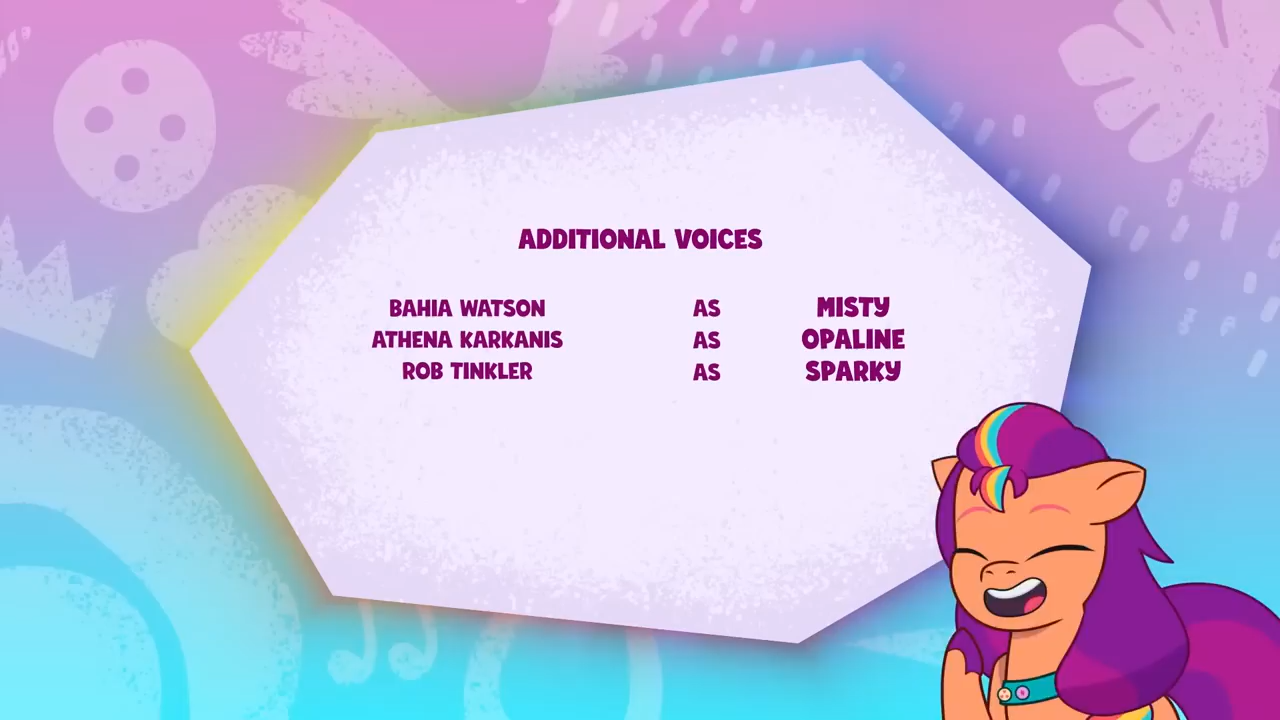 ADDITIONAL VOICES
BAHIA WATSON AS MISTY
ATHENA KARKANIS AS OPALINE
ROB TINKLER AS SPARKY